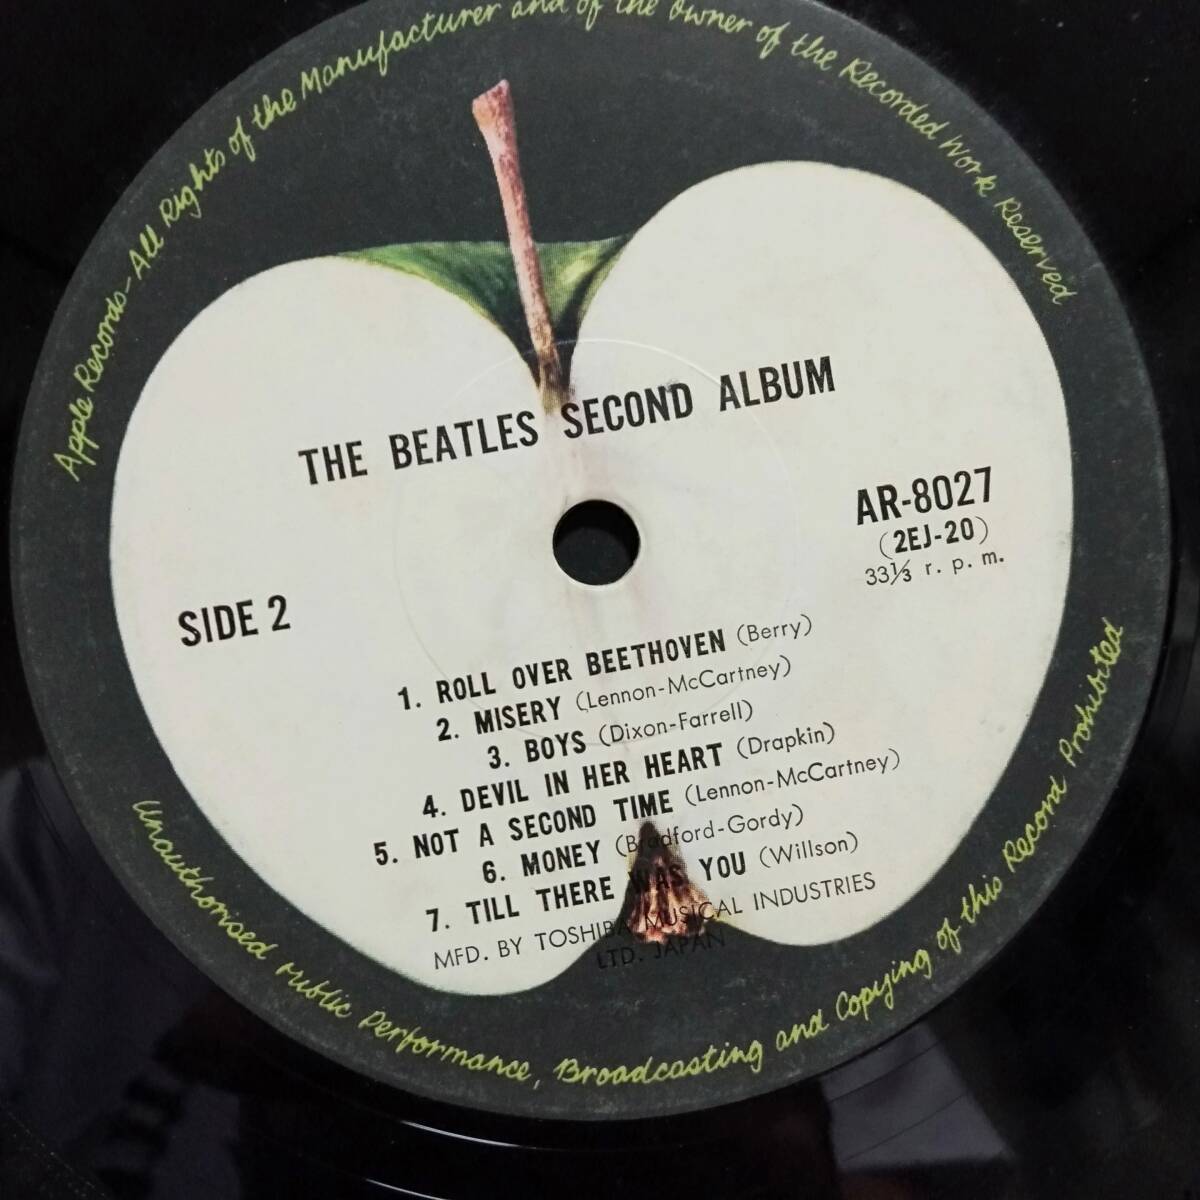 Apple Records-All Rights of the Manufacturer and of the Owner of the Recorded Work Reserved
THE BEATLES SECOND ALBUM
AR-8027
(2EJ-20)
33⅓ r. p. m.
SIDE 2
1. ROLL OVER BEETHOVEN (Berry)
2. MISERY (Lennon-McCartney)
3. BOYS (Dixon-Farrell)
4. DEVIL IN HER HEART (Drapkin)
5. NOT A SECOND TIME (Lennon-McCartney)
6. MONEY (Bradford-Gordy)
7. TILL THERE WAS YOU (Willson)
MFD. BY TOSHIBA MUSICAL INDUSTRIES
LTD. JAPAN
Unauthorised Public Performance, Broadcasting and Copying of this Record Prohibited